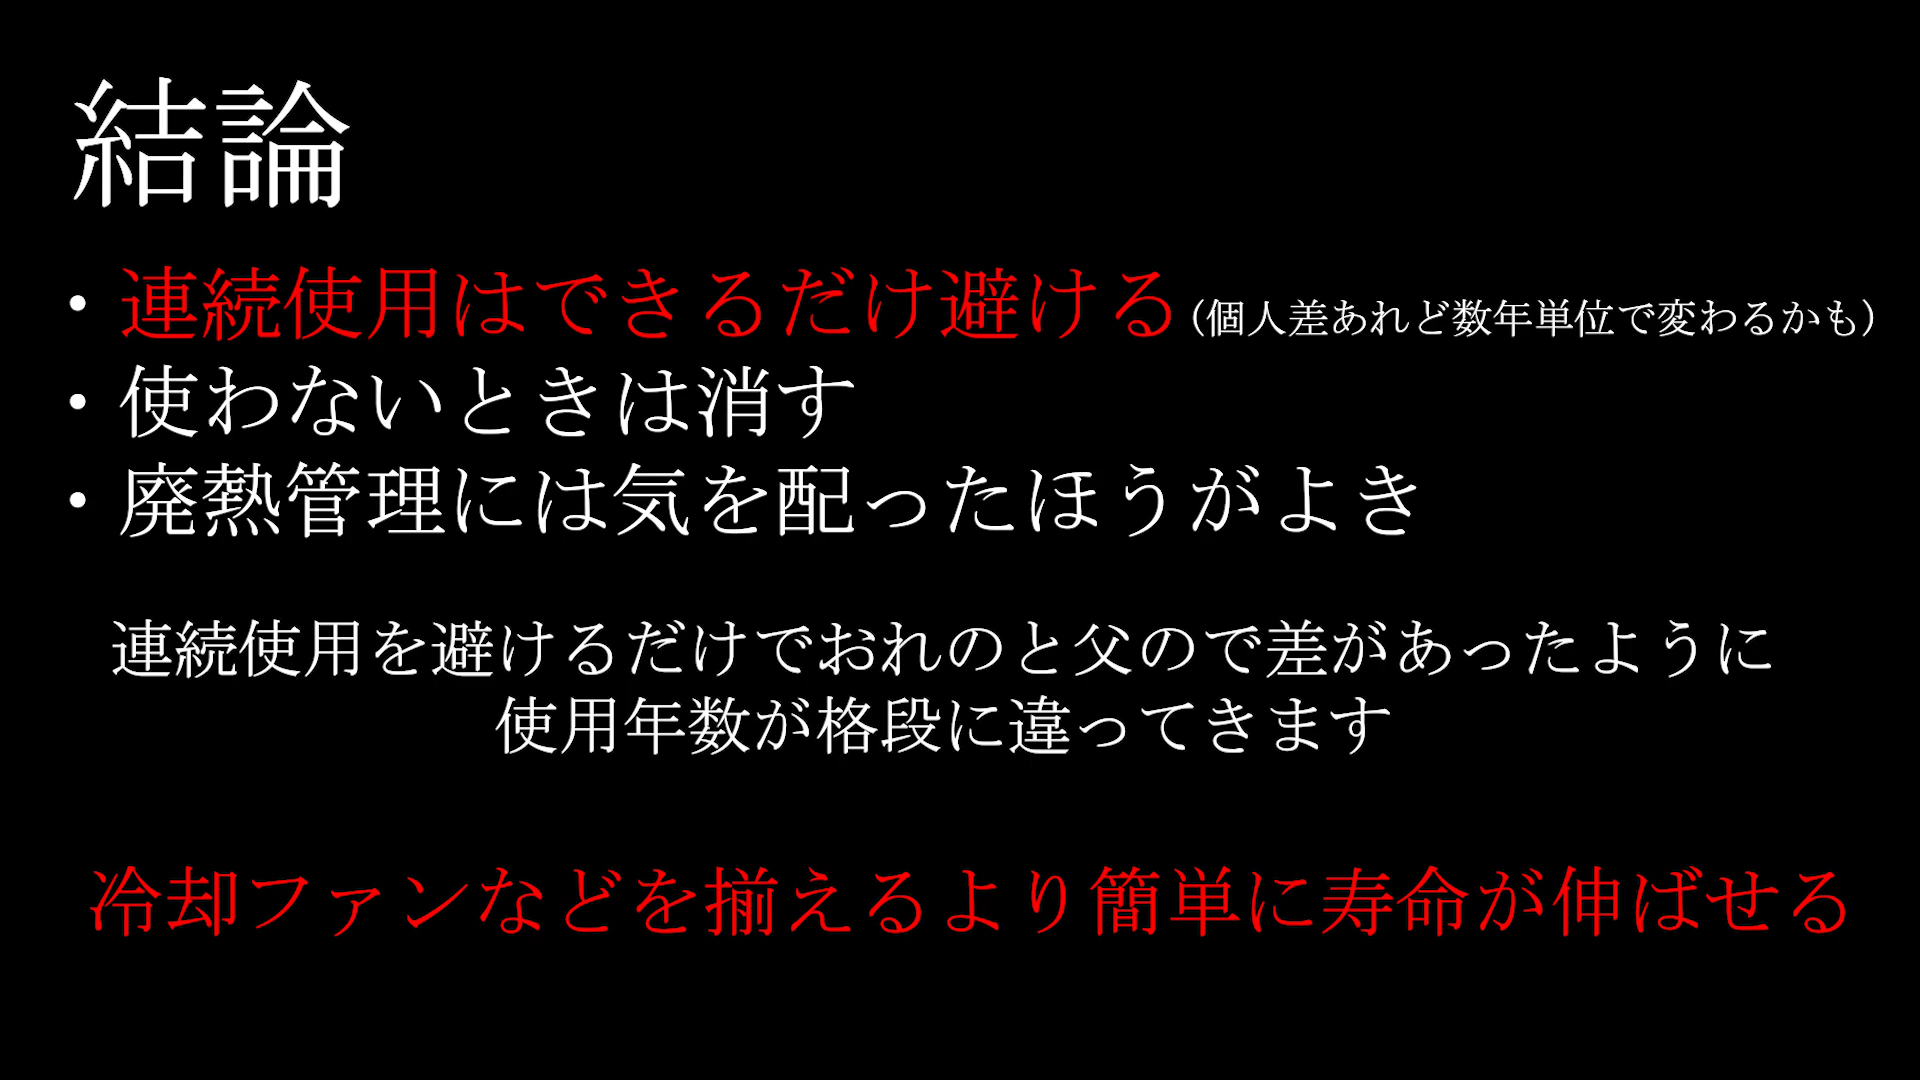 結論
・連続使用はできるだけ避ける(個人差あれど数年単位で変わるかも)
・使わないときは消す
・廃熱管理には気を配ったほうがよき
連続使用を避けるだけでおれのと父ので差があったように
使用年数が格段に違ってきます
冷却ファンなどを揃えるより簡単に寿命が伸ばせる